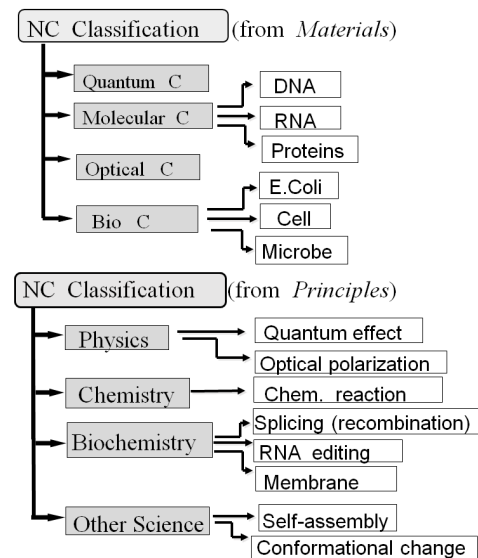 NC Classification (from Materials)
Quantum C
Molecular C
DNA
RNA
Proteins
Optical C
Bio C
E.Coli
Cell
Microbe
NC Classification (from Principles)
Physics
Quantum effect
Optical polarization
Chemistry
Chem. reaction
Biochemistry
Splicing (recombination)
RNA editing
Membrane
Other Science
Self-assembly
Conformational change